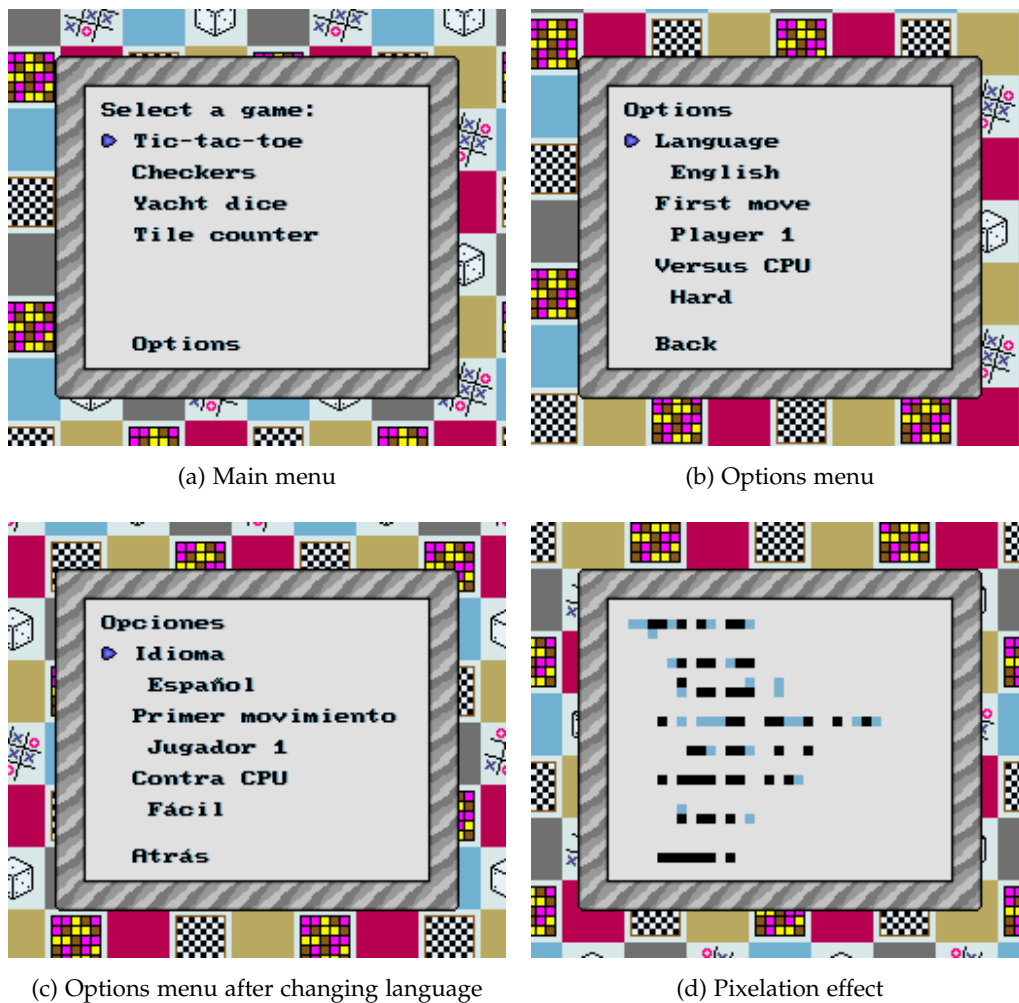 Select a game:
Tic-tac-toe
Checkers
Yacht dice
Tile counter
Options
(a) Main menu
Options
Language
English
First move
Player 1
Versus CPU
Hard
Back
(b) Options menu
Opciones
Idioma
Español
Primer movimiento
Jugador 1
Contra CPU
Fácil
Atrás
(c) Options menu after changing language
(d) Pixelation effect